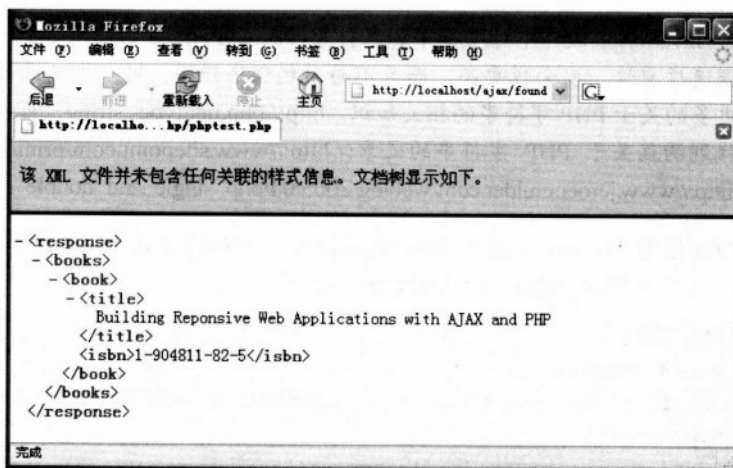 Mozilla Firefox
文件(F) 编辑(E) 查看(V) 转到(G) 书签(B) 工具(T) 帮助(H)
后退 前进 重新载入 停止 主页 http://localhost/ajax/found G
http://localho...hp/phptest.php
该 XML 文件并未包含任何关联的样式信息。文档树显示如下。
- <response>
- <books>
- <book>
- <title>
Building Reponsive Web Applications with AJAX and PHP
</title>
<isbn>1-904811-82-5</isbn>
</book>
</books>
</response>
完成